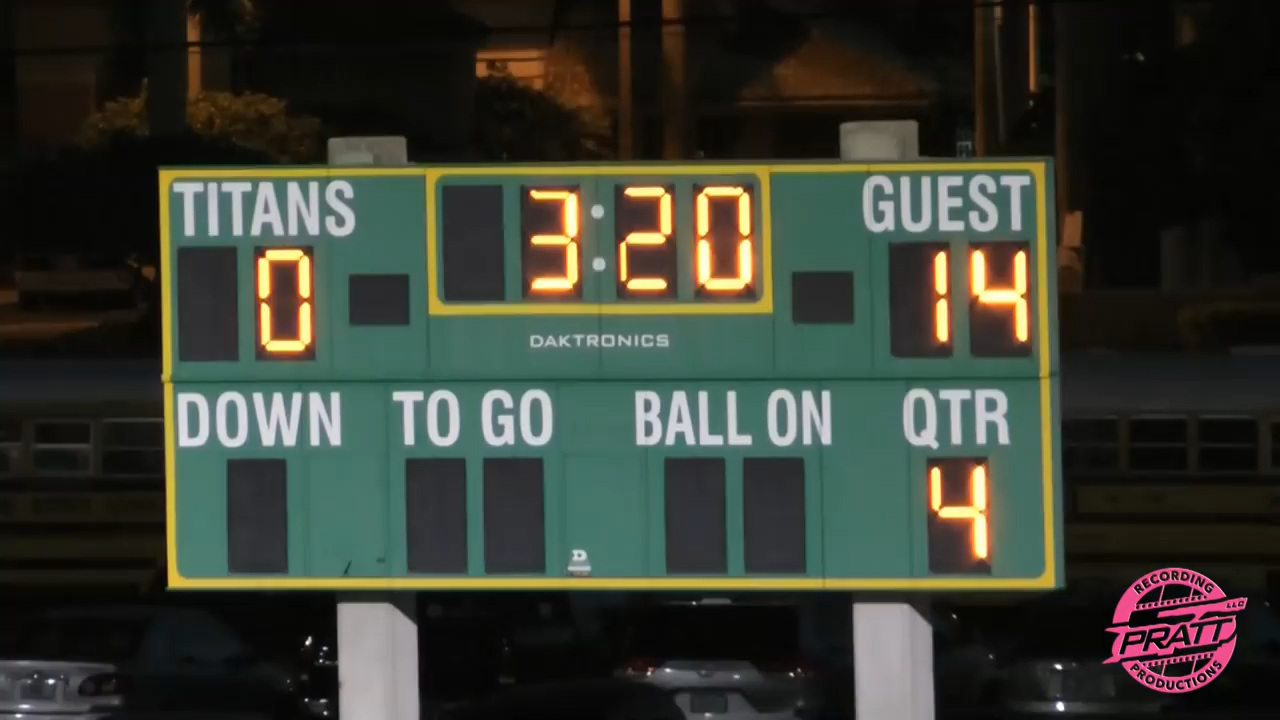 TITANS 3:20 GUEST
0 14
DAKTRONICS
DOWN TO GO BALL ON QTR
4
D
RECORDING
PRATT LLC
PRODUCTIONS